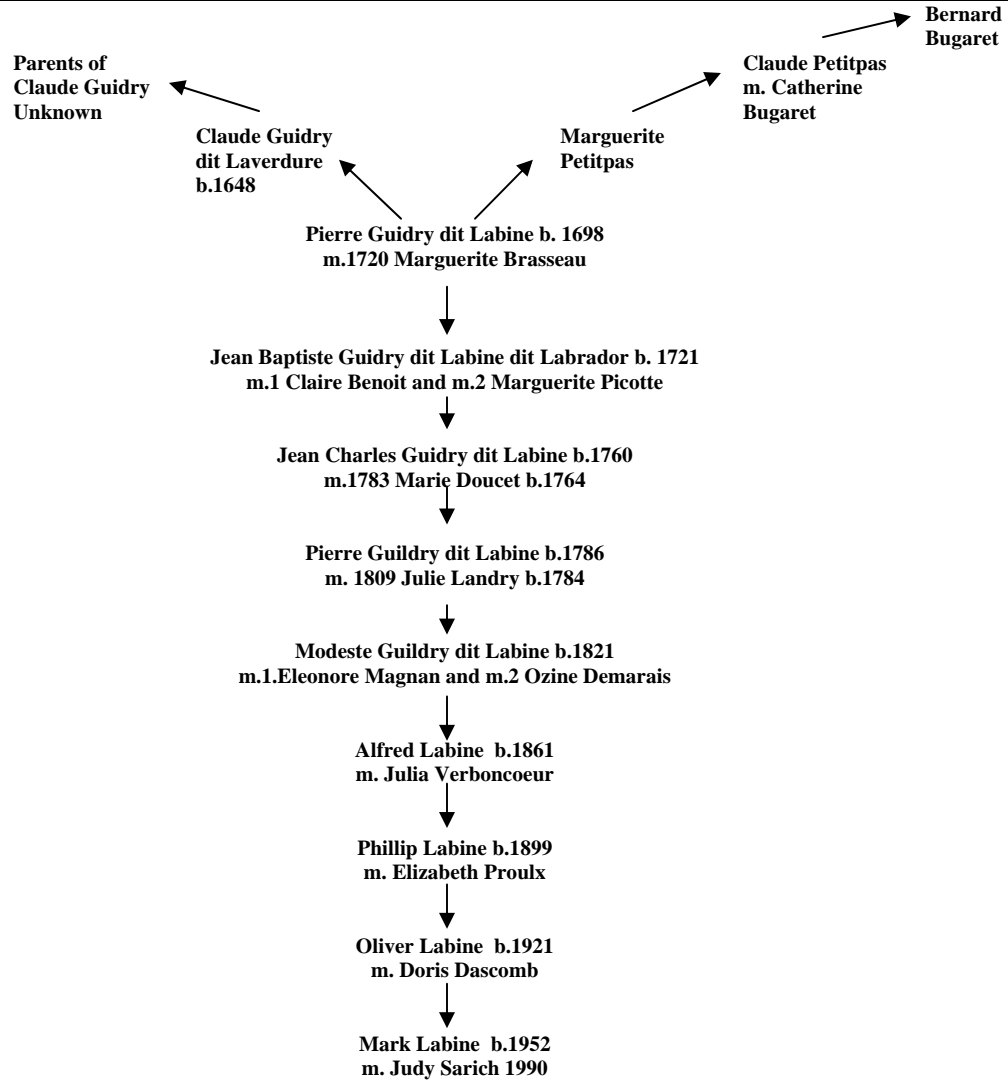 Bernard
Bugaret
Parents of
Claude Guidry
Unknown
Claude Petitpas
m. Catherine
Bugaret
Claude Guidry
dit Laverdure
b.1648
Marguerite
Petitpas
Pierre Guidry dit Labine b. 1698
m.1720 Marguerite Brasseau
Jean Baptiste Guidry dit Labine dit Labrador b. 1721
m.1 Claire Benoit and m.2 Marguerite Picotte
Jean Charles Guidry dit Labine b.1760
m.1783 Marie Doucet b.1764
Pierre Guildry dit Labine b.1786
m. 1809 Julie Landry b.1784
Modeste Guildry dit Labine b.1821
m.1.Eleonore Magnan and m.2 Ozine Demarais
Alfred Labine b.1861
m. Julia Verboncoeur
Phillip Labine b.1899
m. Elizabeth Proulx
Oliver Labine b.1921
m. Doris Dascomb
Mark Labine b.1952
m. Judy Sarich 1990